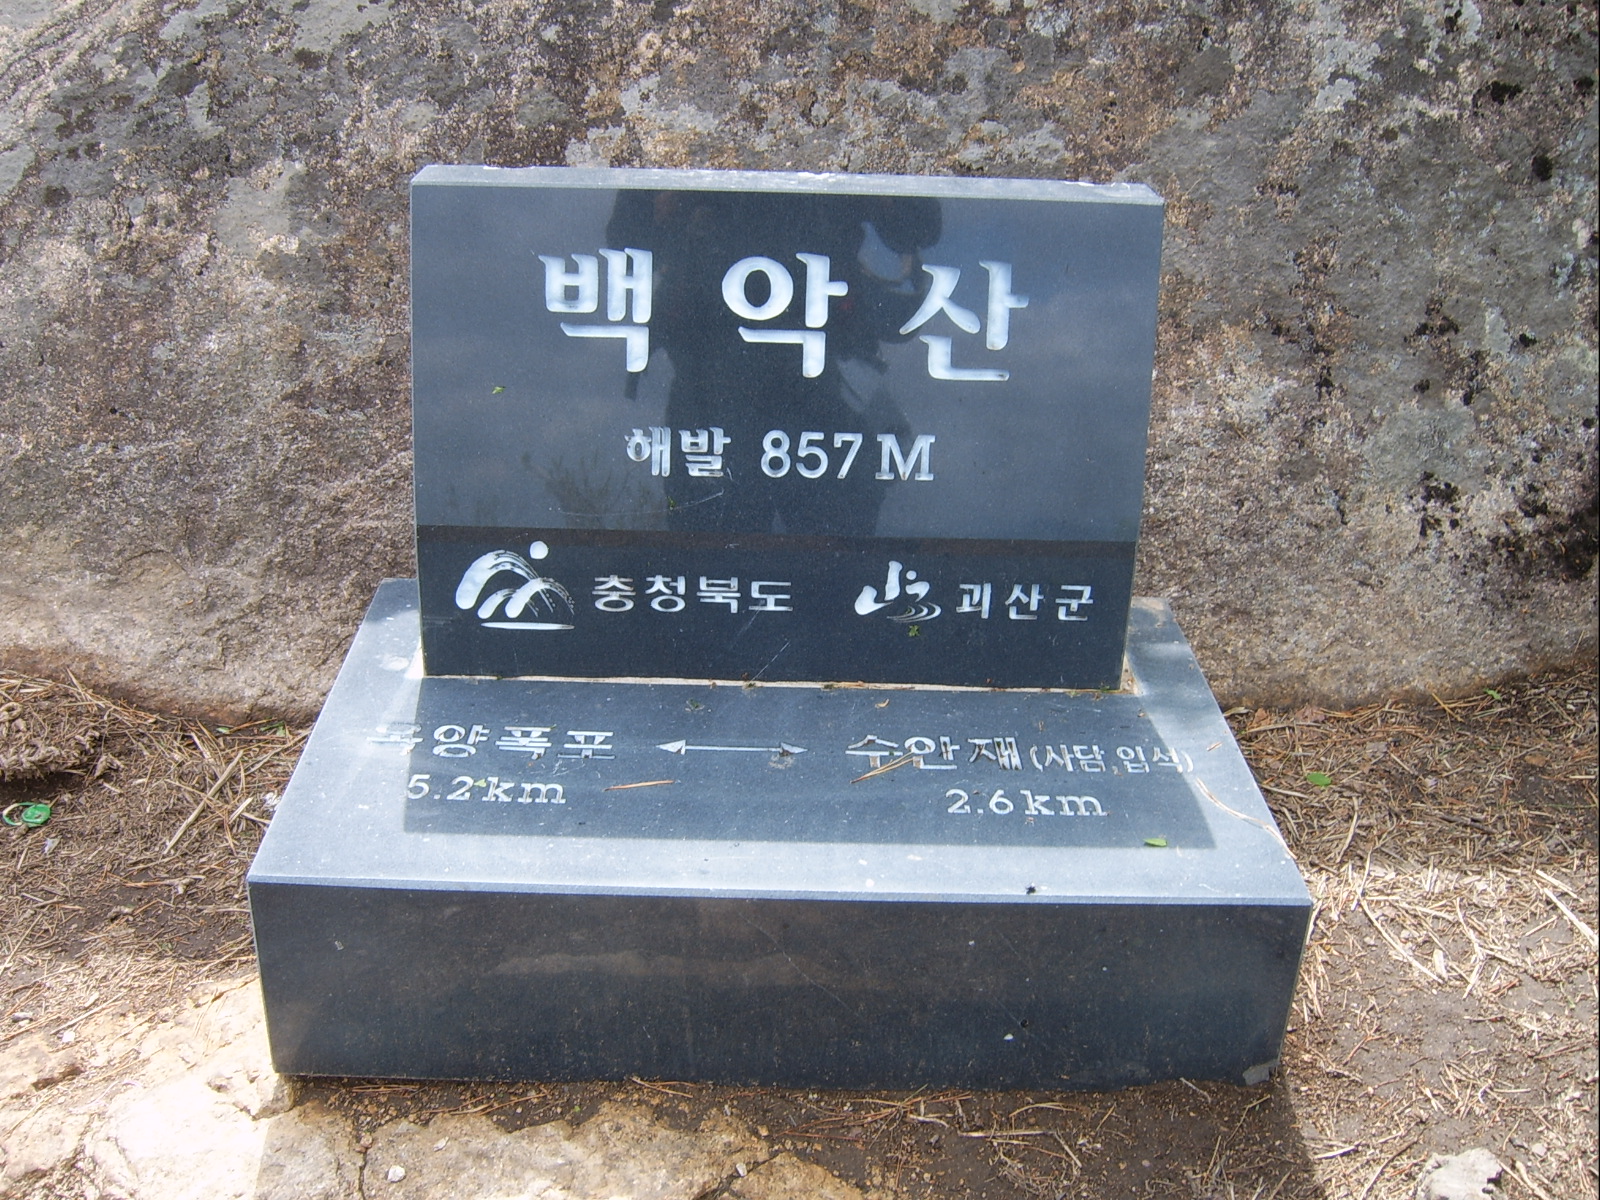 백악산
해발 857M
충청북도 괴산군
옥양폭포 ↔ 수안재 (사담,입석)
5.2km 2.6km